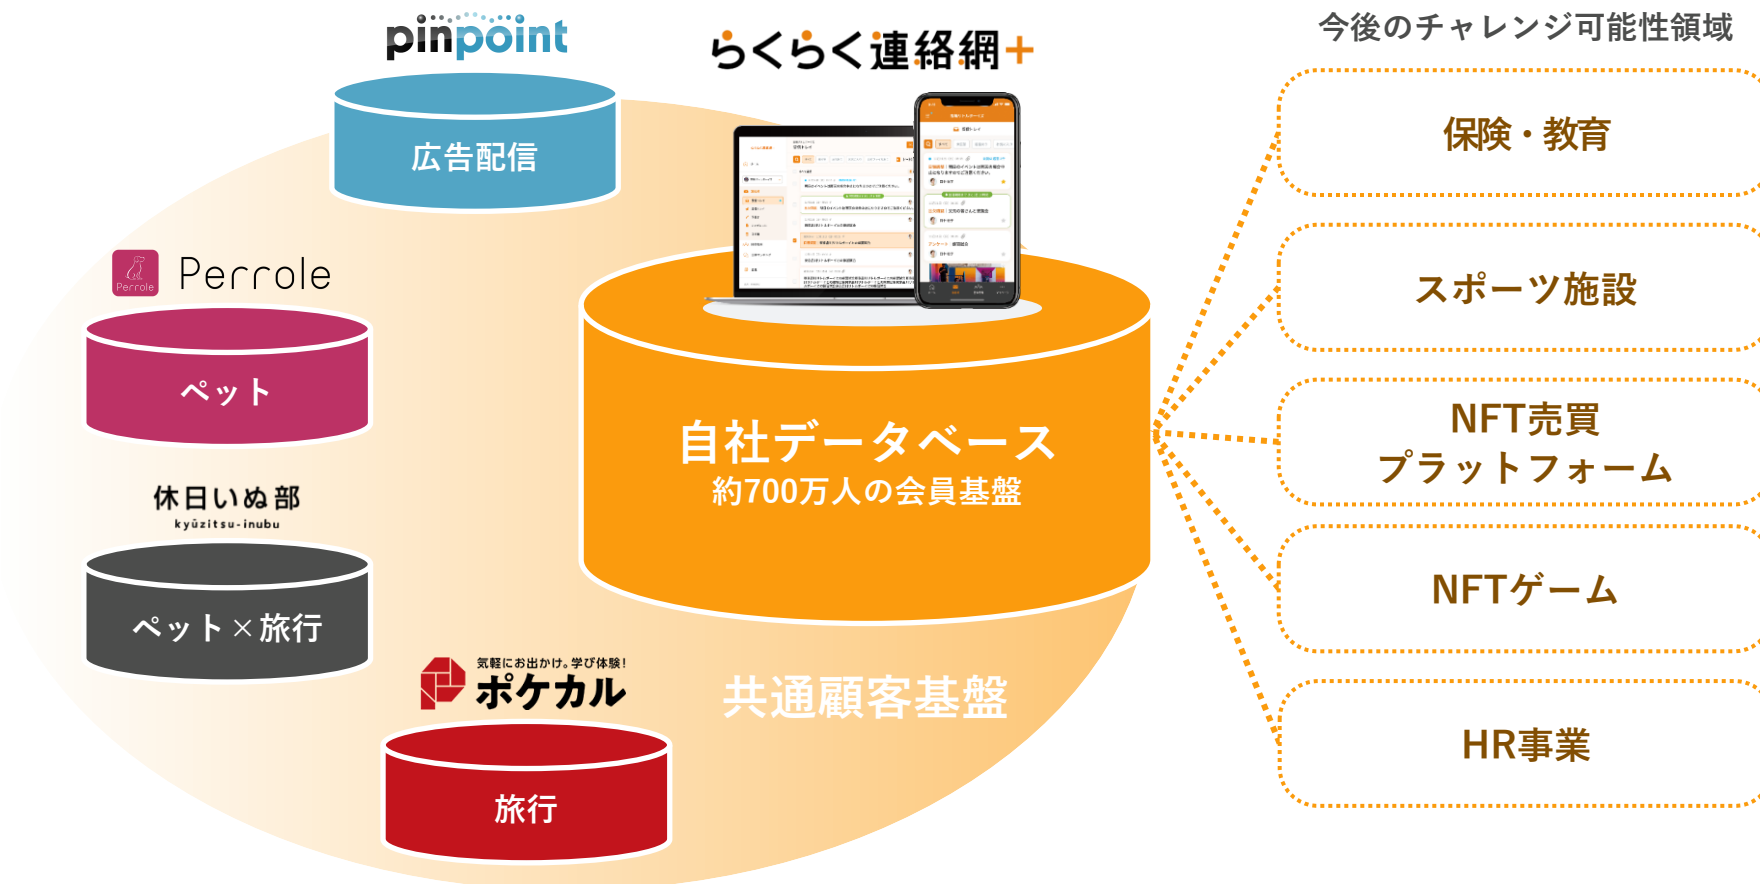 pinpoint
広告配信
らくらく連絡網+
Perrole
Perrole
ペット
休日いぬ部
kyūzitsu-inubu
ペット×旅行
気軽にお出かけ。学び体験!
ポケカル
旅行
自社データベース
約700万人の会員基盤
共通顧客基盤
今後のチャレンジ可能性領域
保険・教育
スポーツ施設
NFT売買
プラットフォーム
NFTゲーム
HR事業